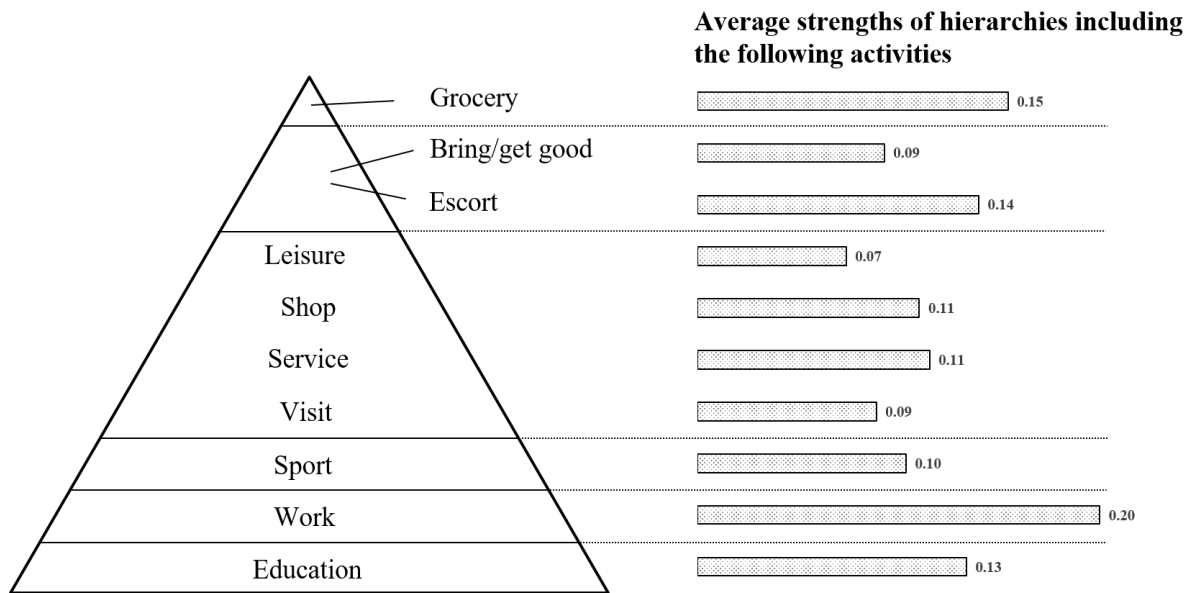 Average strengths of hierarchies including
the following activities
Grocery
0.15
Bring/get good
0.09
Escort
0.14
Leisure
0.07
Shop
0.11
Service
0.11
Visit
0.09
Sport
0.10
Work
0.20
Education
0.13